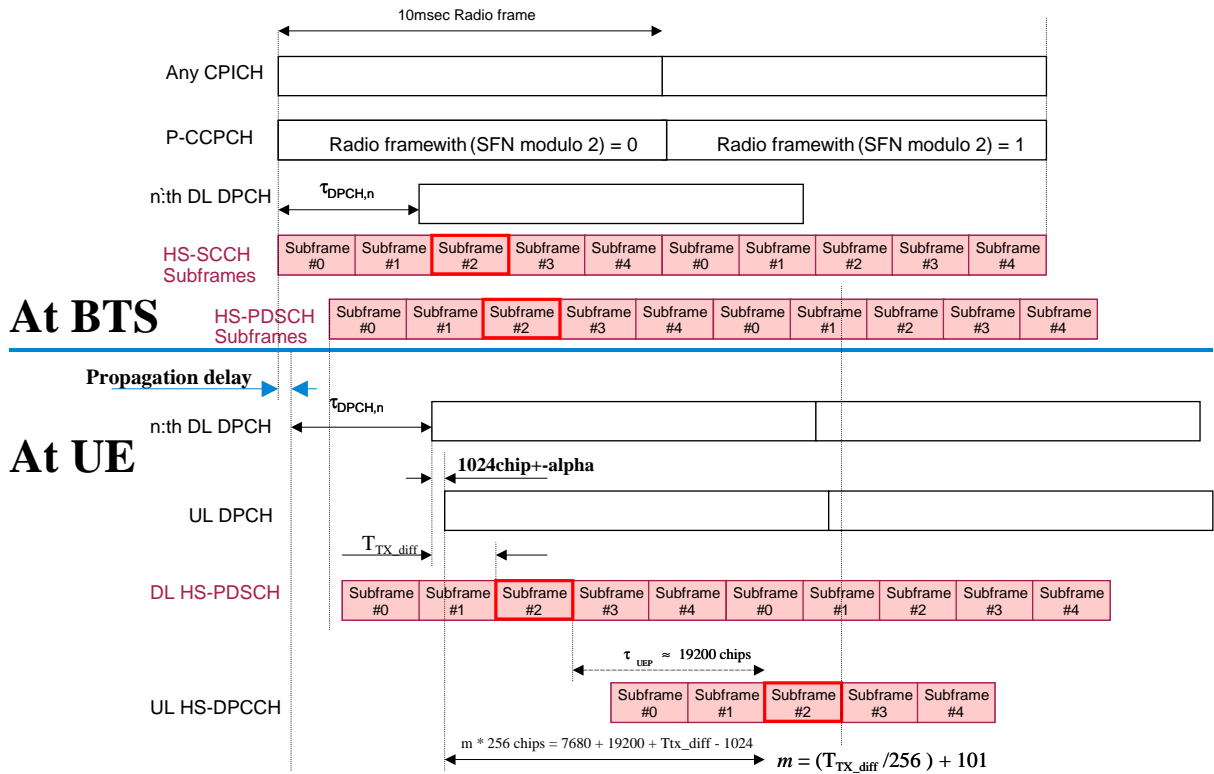 10msec Radio frame
Any CPICH
P-CCPCH
Radio framewith (SFN modulo 2) = 0
Radio framewith (SFN modulo 2) = 1
n:̀th DL DPCH
τDPCH,n
HS-SCCH
Subframes
Subframe #0
Subframe #1
Subframe #2
Subframe #3
Subframe #4
Subframe #0
Subframe #1
Subframe #2
Subframe #3
Subframe #4
At BTS
HS-PDSCH
Subframes
Subframe #0
Subframe #1
Subframe #2
Subframe #3
Subframe #4
Subframe #0
Subframe #1
Subframe #2
Subframe #3
Subframe #4
Propagation delay
τDPCH,n
n:th DL DPCH
At UE
1024chip+-alpha
UL DPCH
TTX_diff
DL HS-PDSCH
Subframe #0
Subframe #1
Subframe #2
Subframe #3
Subframe #4
Subframe #0
Subframe #1
Subframe #2
Subframe #3
Subframe #4
τ UEP ≈ 19200 chips
UL HS-DPCCH
Subframe #0
Subframe #1
Subframe #2
Subframe #3
Subframe #4
m * 256 chips = 7680 + 19200 + Ttx_diff - 1024
m = (TTX_diff /256 ) + 101